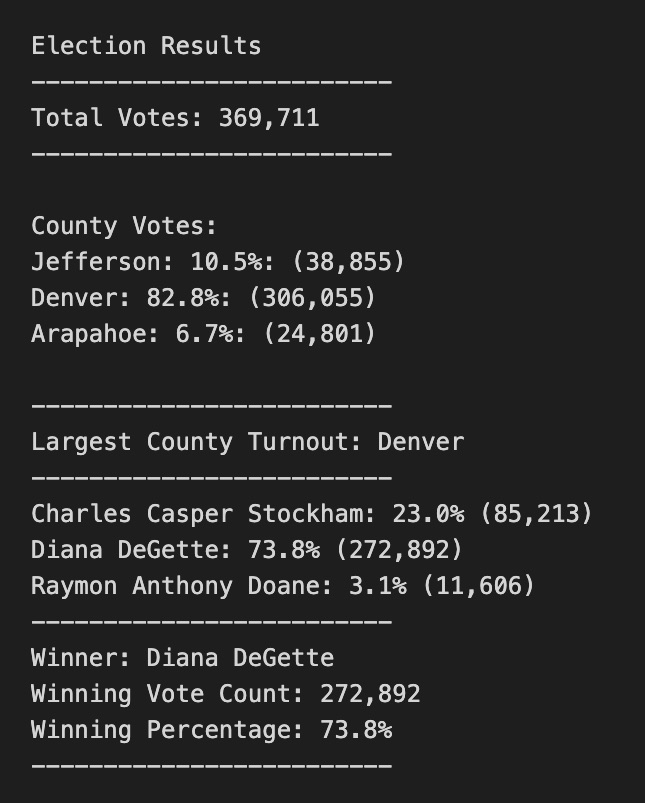 Election Results
-------------------------
Total Votes: 369,711
-------------------------
County Votes:
Jefferson: 10.5%: (38,855)
Denver: 82.8%: (306,055)
Arapahoe: 6.7%: (24,801)
-------------------------
Largest County Turnout: Denver
-------------------------
Charles Casper Stockham: 23.0% (85,213)
Diana DeGette: 73.8% (272,892)
Raymon Anthony Doane: 3.1% (11,606)
-------------------------
Winner: Diana DeGette
Winning Vote Count: 272,892
Winning Percentage: 73.8%
-------------------------